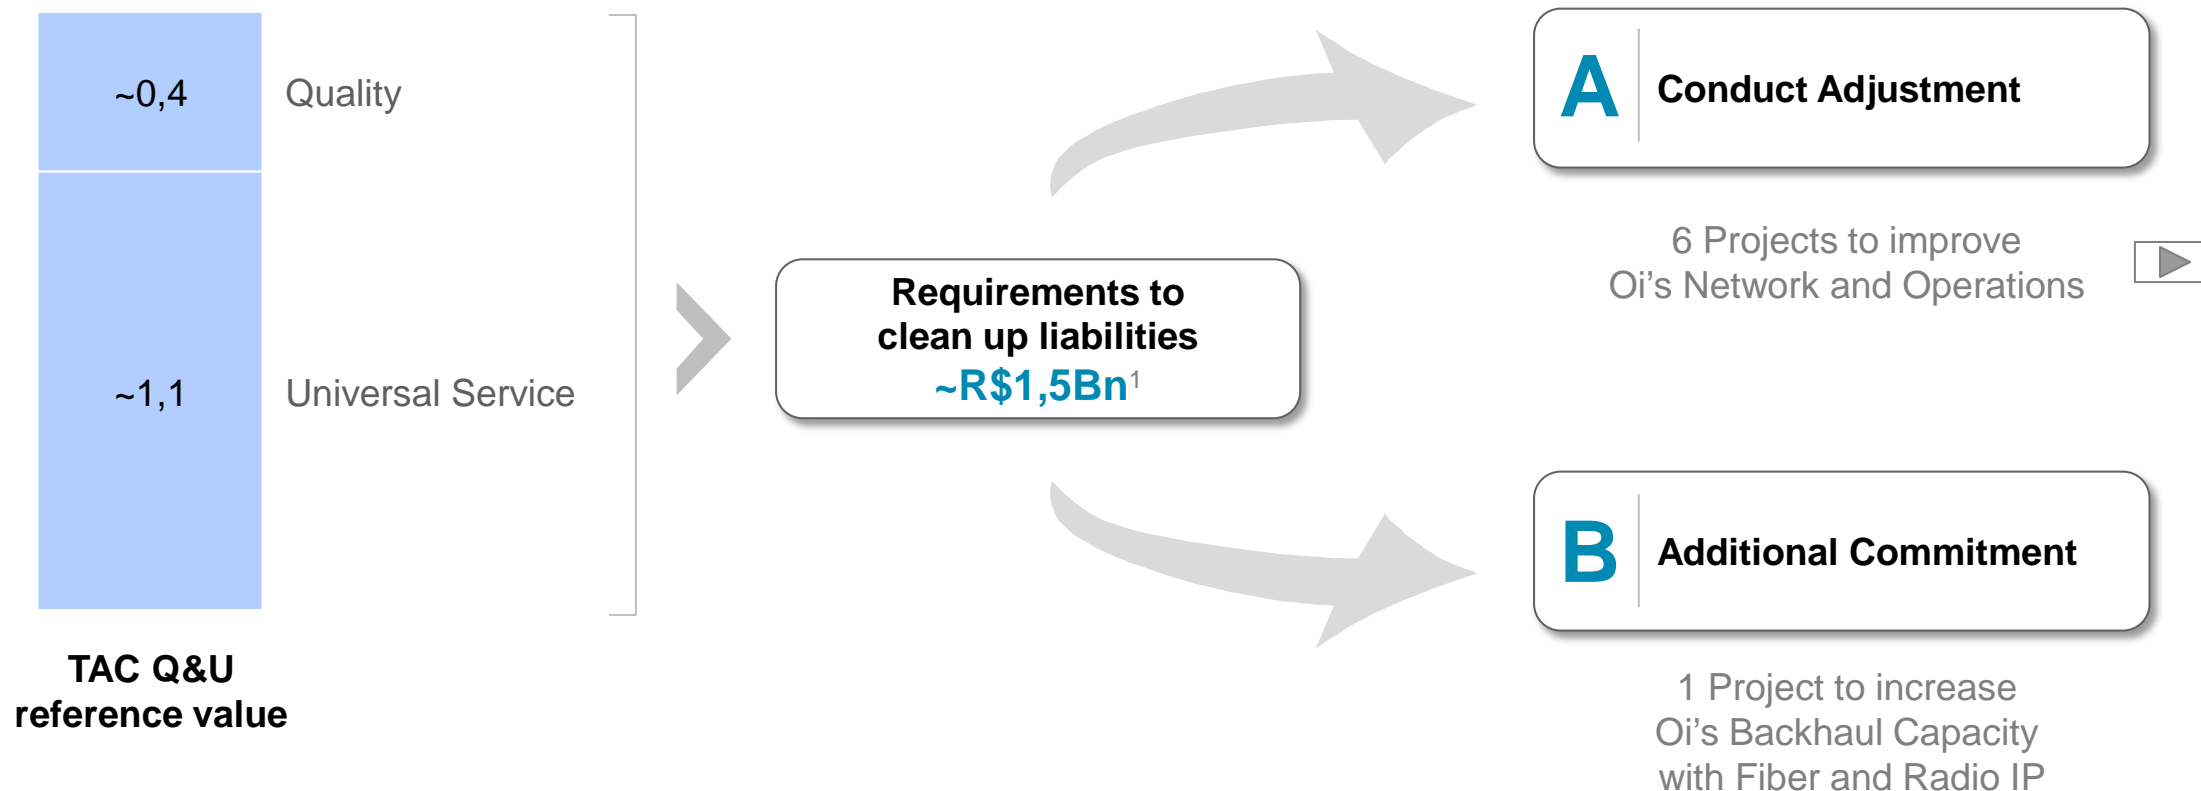 ~0,4
Quality
~1,1
Universal Service
TAC Q&U
reference value
Requirements to
clean up liabilities
~R$1,5Bn1
A
Conduct Adjustment
6 Projects to improve
Oi’s Network and Operations
B
Additional Commitment
1 Project to increase
Oi’s Backhaul Capacity
with Fiber and Radio IP